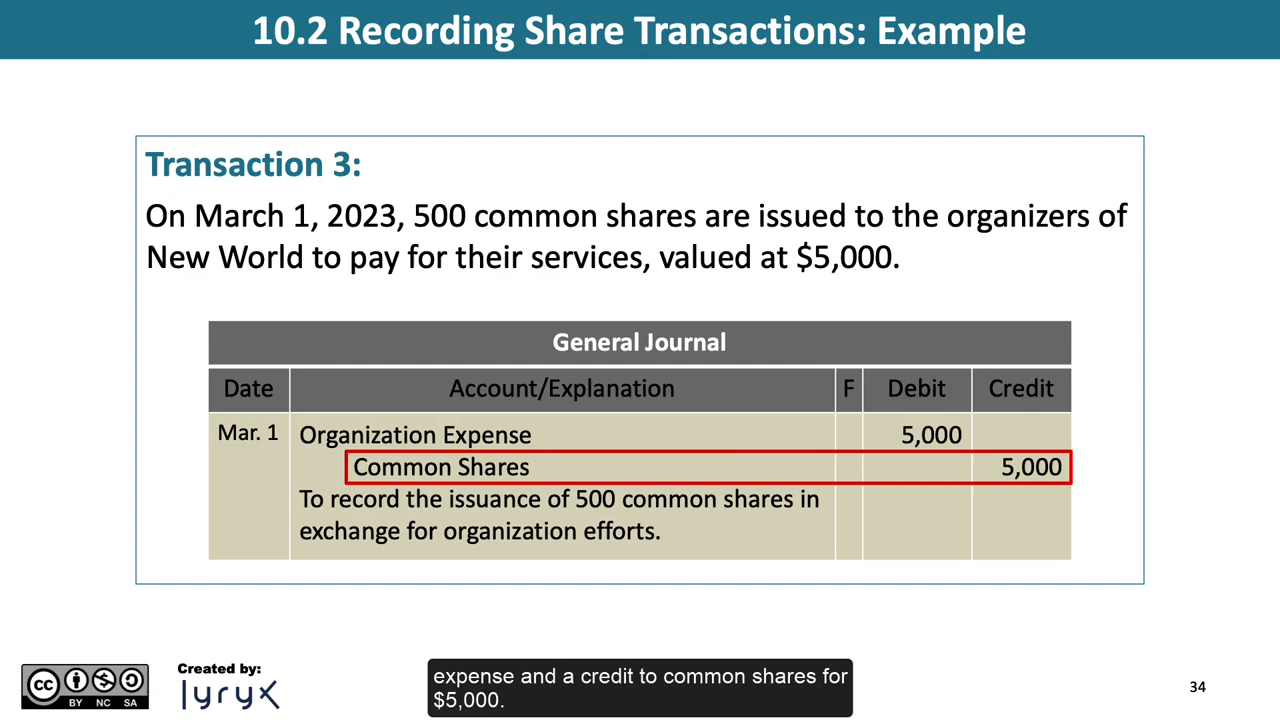 10.2 Recording Share Transactions: Example
Transaction 3:
On March 1, 2023, 500 common shares are issued to the organizers of
New World to pay for their services, valued at $5,000.
General Journal
Date Account/Explanation F Debit Credit
Mar. 1 Organization Expense 5,000
Common Shares 5,000
To record the issuance of 500 common shares in
exchange for organization efforts.
cc BY NC SA
Created by:
lyryx
expense and a credit to common shares for
$5,000.
34